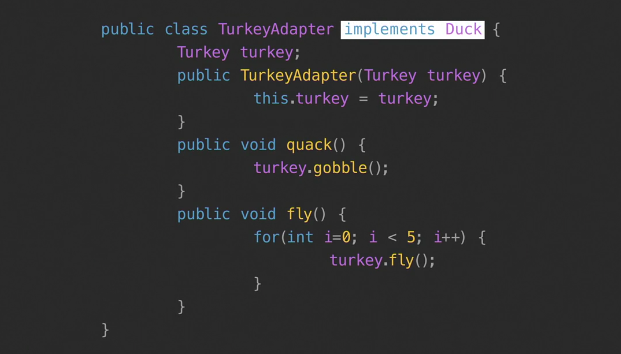 public class TurkeyAdapter implements Duck {
Turkey turkey;
public TurkeyAdapter(Turkey turkey) {
this.turkey = turkey;
}
public void quack() {
turkey.gobble();
}
public void fly() {
for(int i=0; i < 5; i++) {
turkey.fly();
}
}
}